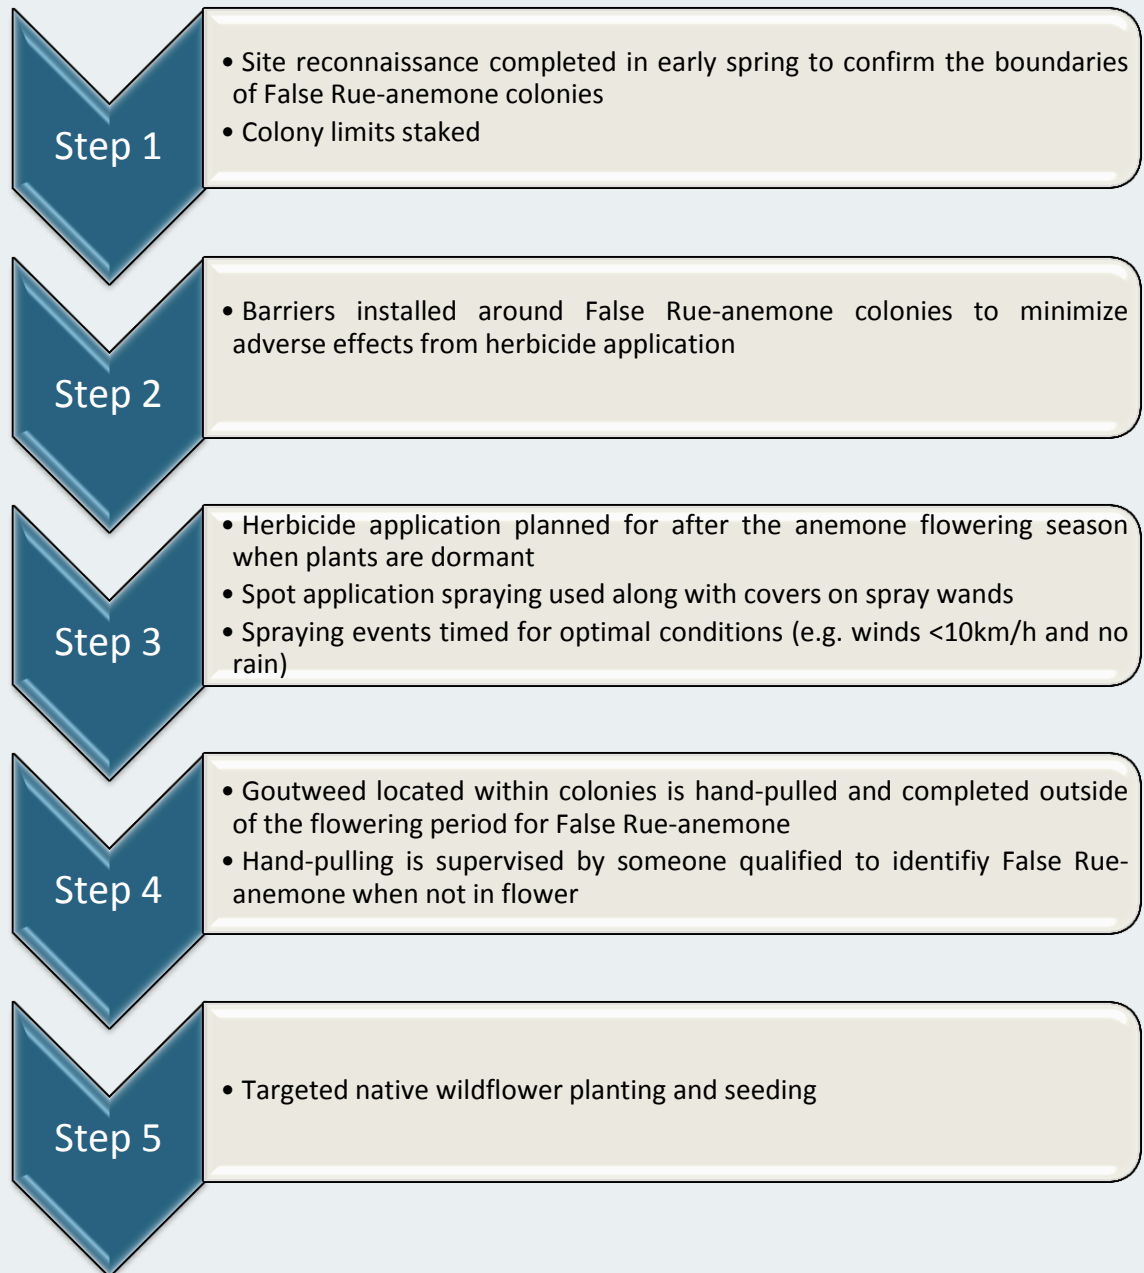 Step 1
• Site reconnaissance completed in early spring to confirm the boundaries
of False Rue-anemone colonies
• Colony limits staked
Step 2
• Barriers installed around False Rue-anemone colonies to minimize
adverse effects from herbicide application
Step 3
• Herbicide application planned for after the anemone flowering season
when plants are dormant
• Spot application spraying used along with covers on spray wands
• Spraying events timed for optimal conditions (e.g. winds <10km/h and no
rain)
Step 4
• Goutweed located within colonies is hand-pulled and completed outside
of the flowering period for False Rue-anemone
• Hand-pulling is supervised by someone qualified to identifiy False Rue-
anemone when not in flower
Step 5
• Targeted native wildflower planting and seeding